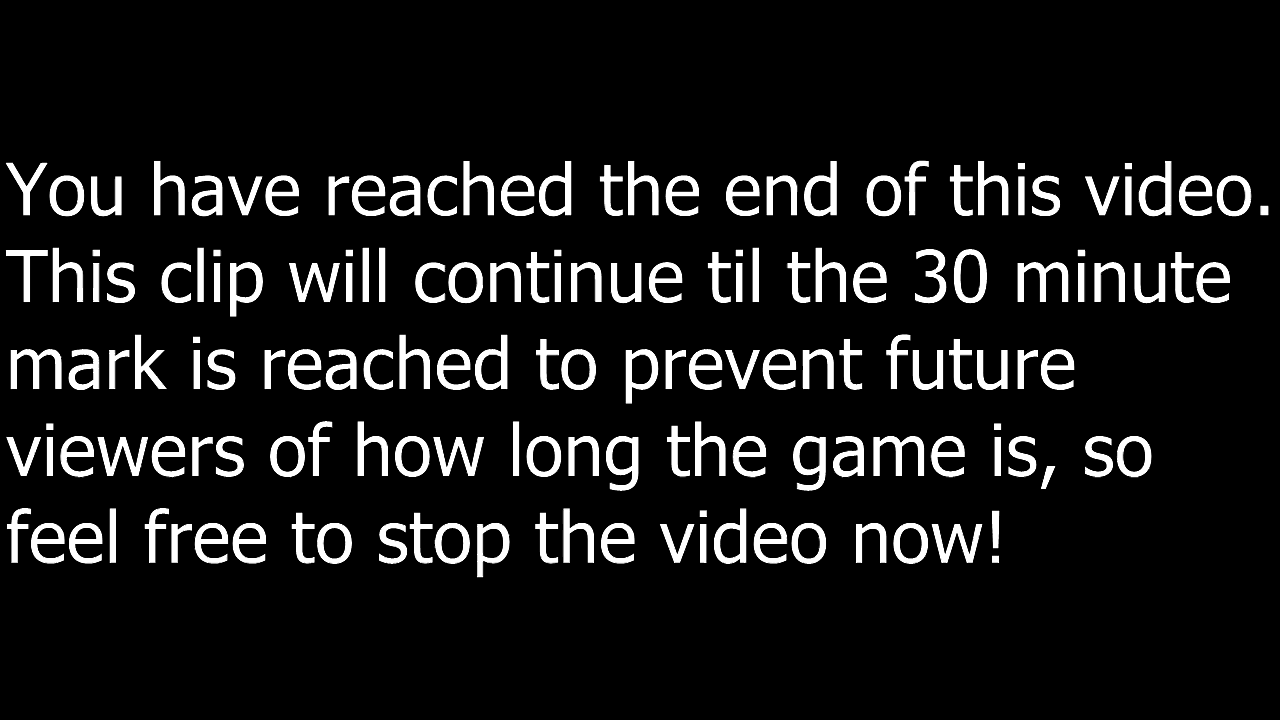 You have reached the end of this video.
This clip will continue til the 30 minute
mark is reached to prevent future
viewers of how long the game is, so
feel free to stop the video now!